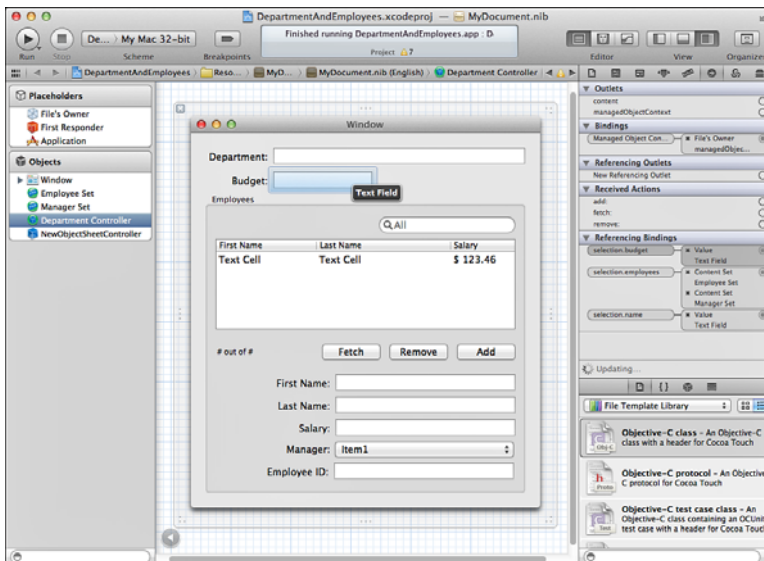 DepartmentAndEmployees.xcodeproj — MyDocument.nib
De... My Mac 32-bit
Finished running DepartmentAndEmployees.app : D
Project 7
Run Stop Scheme Breakpoints Editor View Organizer
DepartmentAndEmployees Reso... MyD... MyDocument.nib (English) Department Controller
Placeholders
File's Owner
First Responder
Application
Objects
Window
Employee Set
Manager Set
Department Controller
NewObjectSheetController
Window
Department:
Budget:
Text Field
Employees
All
First Name Last Name Salary
Text Cell Text Cell $ 123.46
# out of # Fetch Remove Add
First Name:
Last Name:
Salary:
Manager: Item1
Employee ID:
Outlets
content
managedObjectContext
Bindings
Managed Object Con... File's Owner
managedObjec...
Referencing Outlets
New Referencing Outlet
Received Actions
add:
fetch:
remove:
Referencing Bindings
selection.budget Value
Text Field
selection.employees Content Set
Employee Set
Content Set
Manager Set
selection.name Value
Text Field
Updating...
{}
File Template Library
Obj-C
Objective-C class - An Objective-C
class with a header for Cocoa Touch
Proto
Objective-C protocol - An Objective
C protocol for Cocoa Touch
Test
Objective-C test case class - An
Objective-C class containing an OCUnit
test case with a header for Cocoa Touch